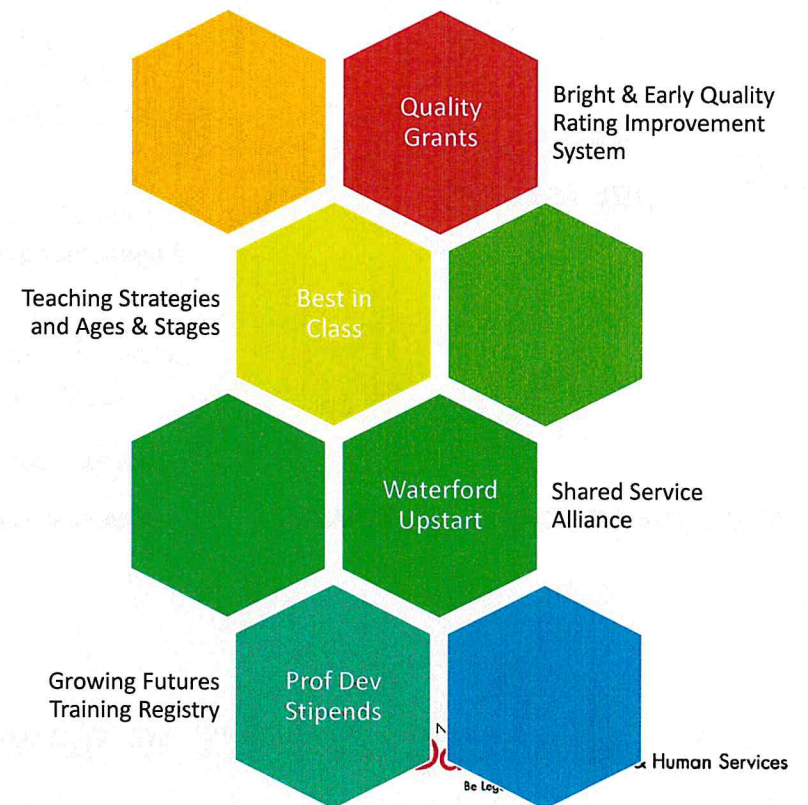 Quality
Grants
Bright & Early Quality
Rating Improvement
System
Teaching Strategies
and Ages & Stages
Best in
Class
Waterford
Upstart
Shared Service
Alliance
Growing Futures
Training Registry
Prof Dev
Stipends
& Human Services
Be